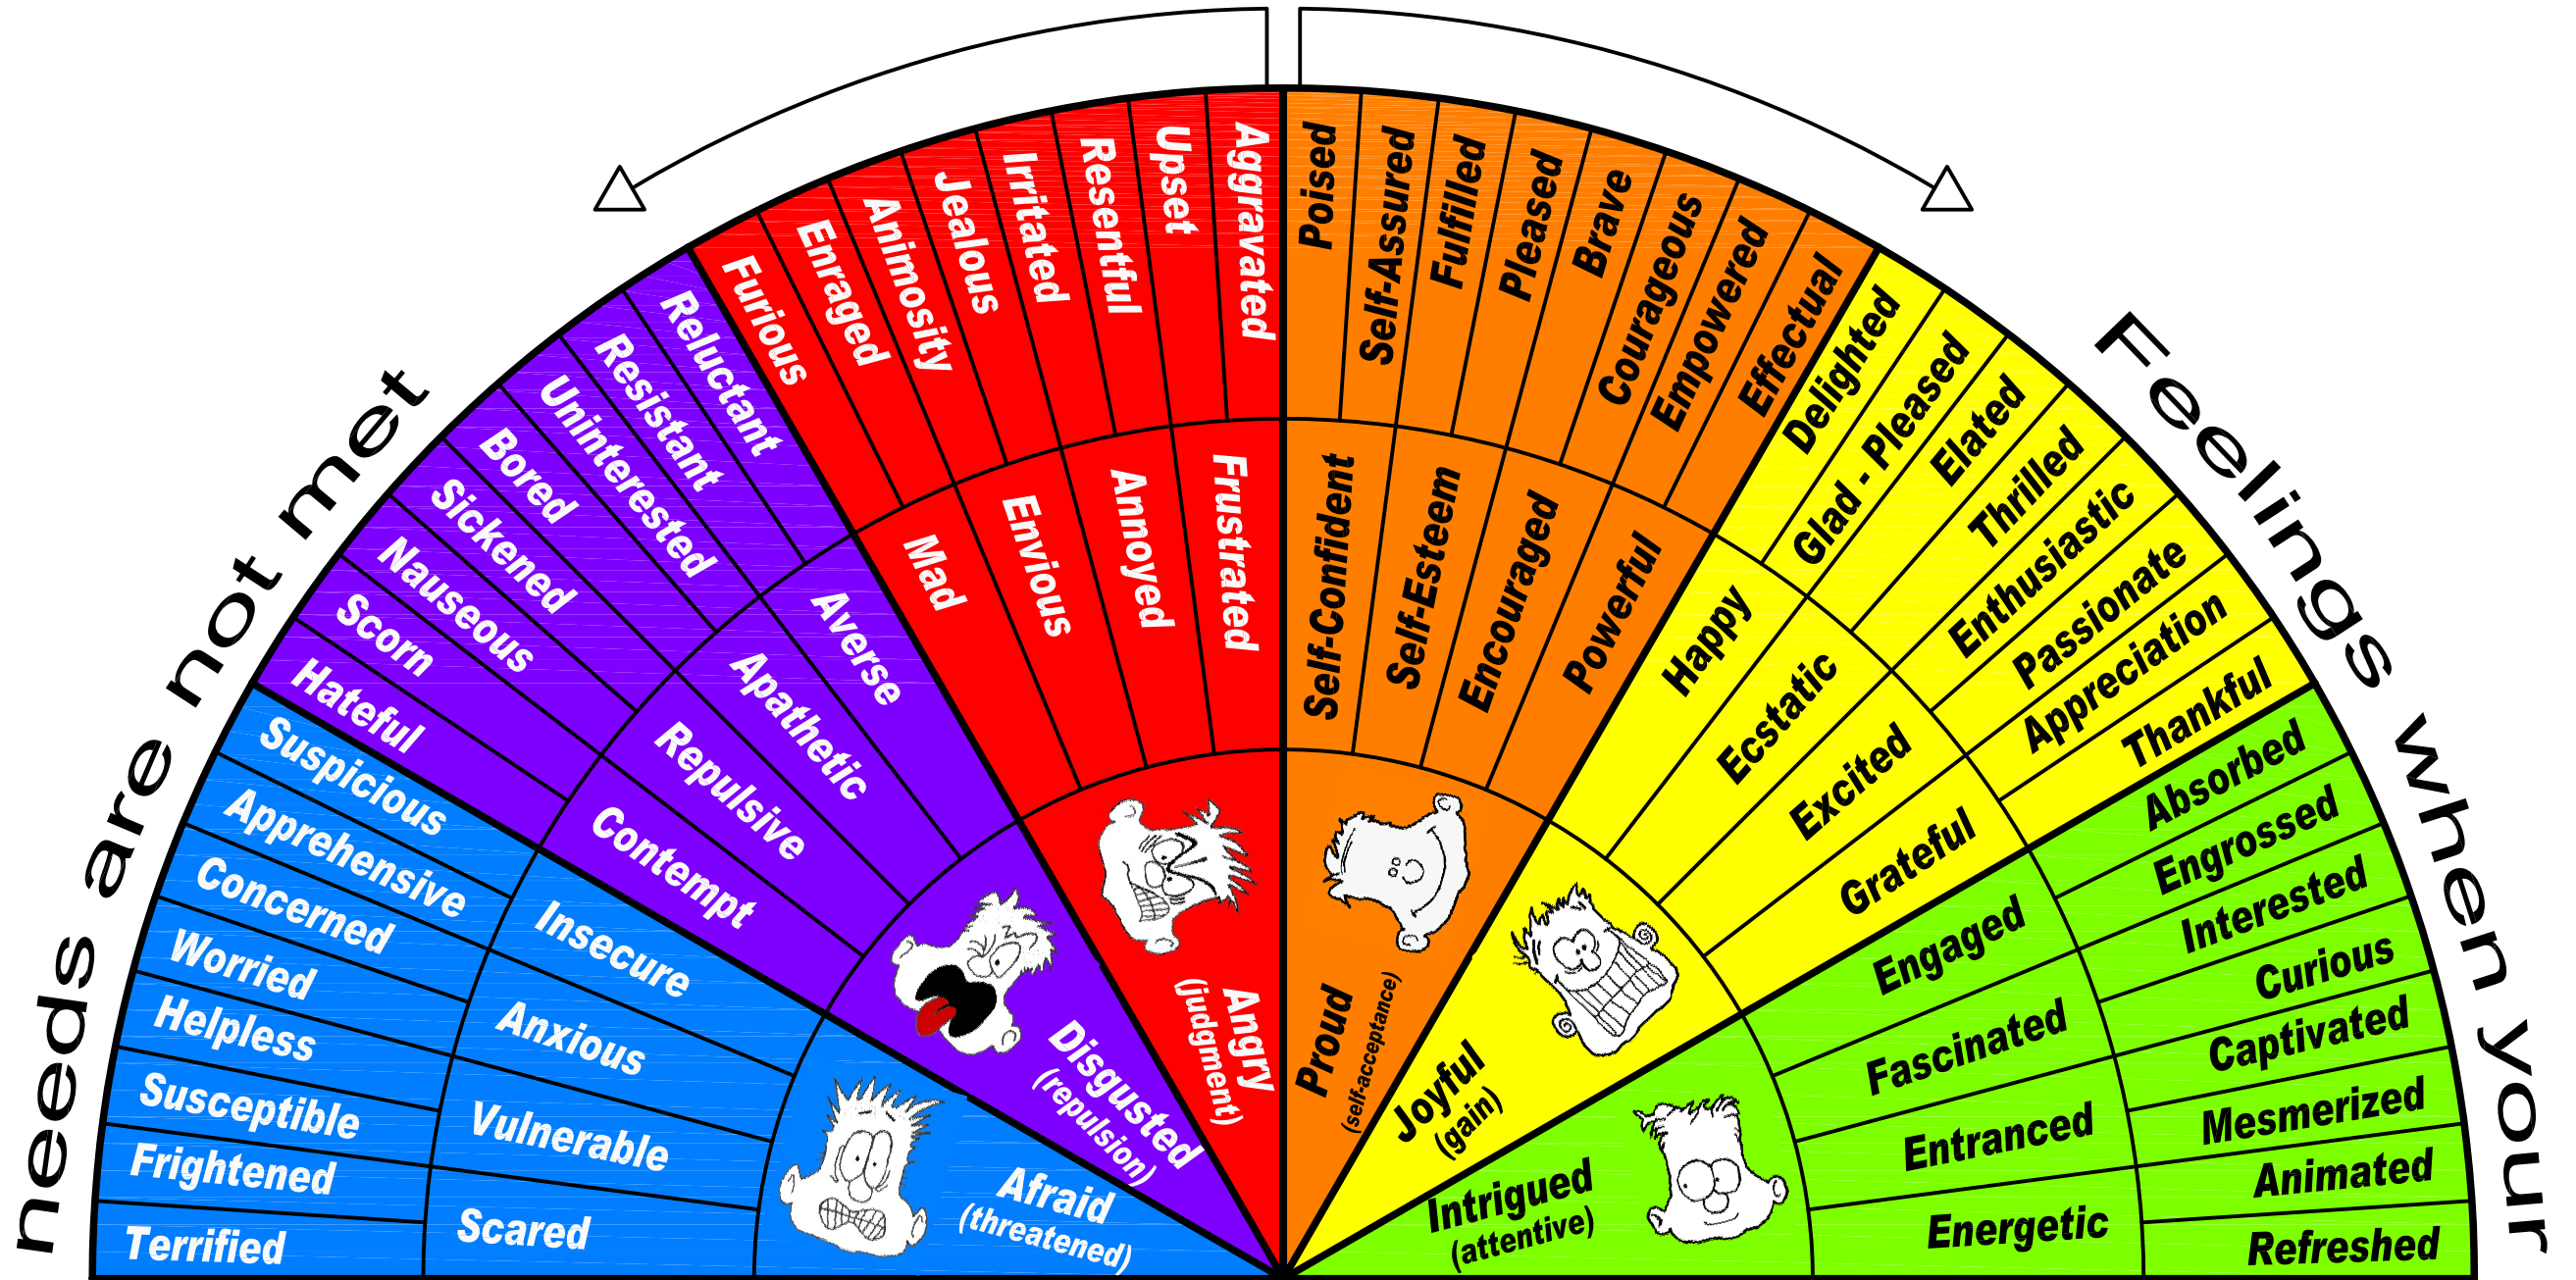 needs are not met
Feelings when your
Terrified
Frightened
Susceptible
Helpless
Worried
Concerned
Apprehensive
Suspicious
Scared
Vulnerable
Anxious
Insecure
Afraid
(threatened)
Hateful
Scorn
Nauseous
Sickened
Bored
Uninterested
Resistant
Reluctant
Contempt
Repulsive
Apathetic
Averse
Disgusted
(repulsion)
Furious
Enraged
Animosity
Jealous
Irritated
Resentful
Upset
Aggravated
Mad
Envious
Annoyed
Frustrated
Angry
(judgment)
Poised
Self-Assured
Fulfilled
Pleased
Brave
Courageous
Empowered
Effectual
Self-Confident
Self-Esteem
Encouraged
Powerful
Proud
(self-acceptance)
Delighted
Glad - Pleased
Elated
Thrilled
Enthusiastic
Passionate
Appreciation
Thankful
Happy
Ecstatic
Excited
Grateful
Joyful
(gain)
Absorbed
Engrossed
Interested
Curious
Captivated
Mesmerized
Animated
Refreshed
Engaged
Fascinated
Entranced
Energetic
Intrigued
(attentive)